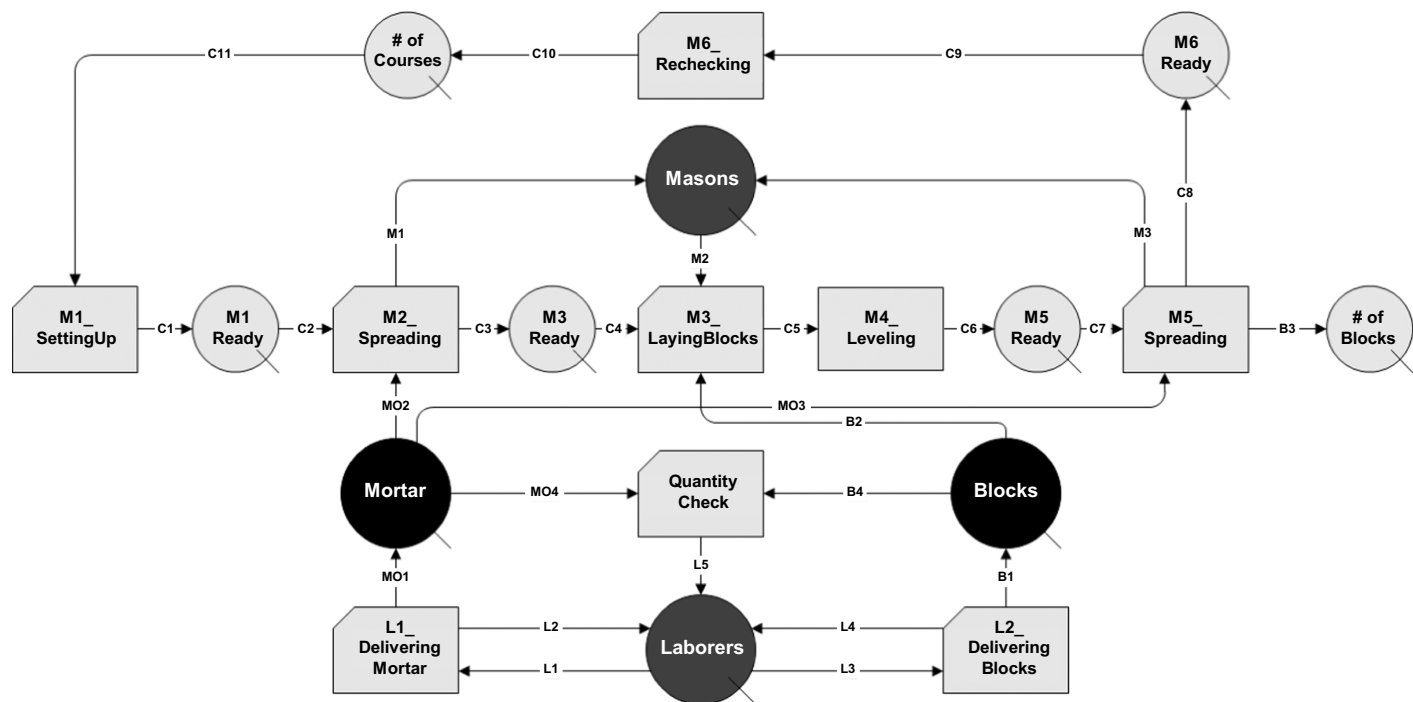 C11
# of
Courses
C10
M6_
Rechecking
C9
M6
Ready
Masons
M1
M2
M3
C8
M1_
SettingUp
C1
M1
Ready
C2
M2_
Spreading
C3
M3
Ready
C4
M3_
LayingBlocks
C5
M4_
Leveling
C6
M5
Ready
C7
M5_
Spreading
B3
# of
Blocks
MO2
MO3
B2
Mortar
MO4
Quantity
Check
B4
Blocks
MO1
L5
B1
L1_
Delivering
Mortar
L2
L1
Laborers
L4
L3
L2_
Delivering
Blocks